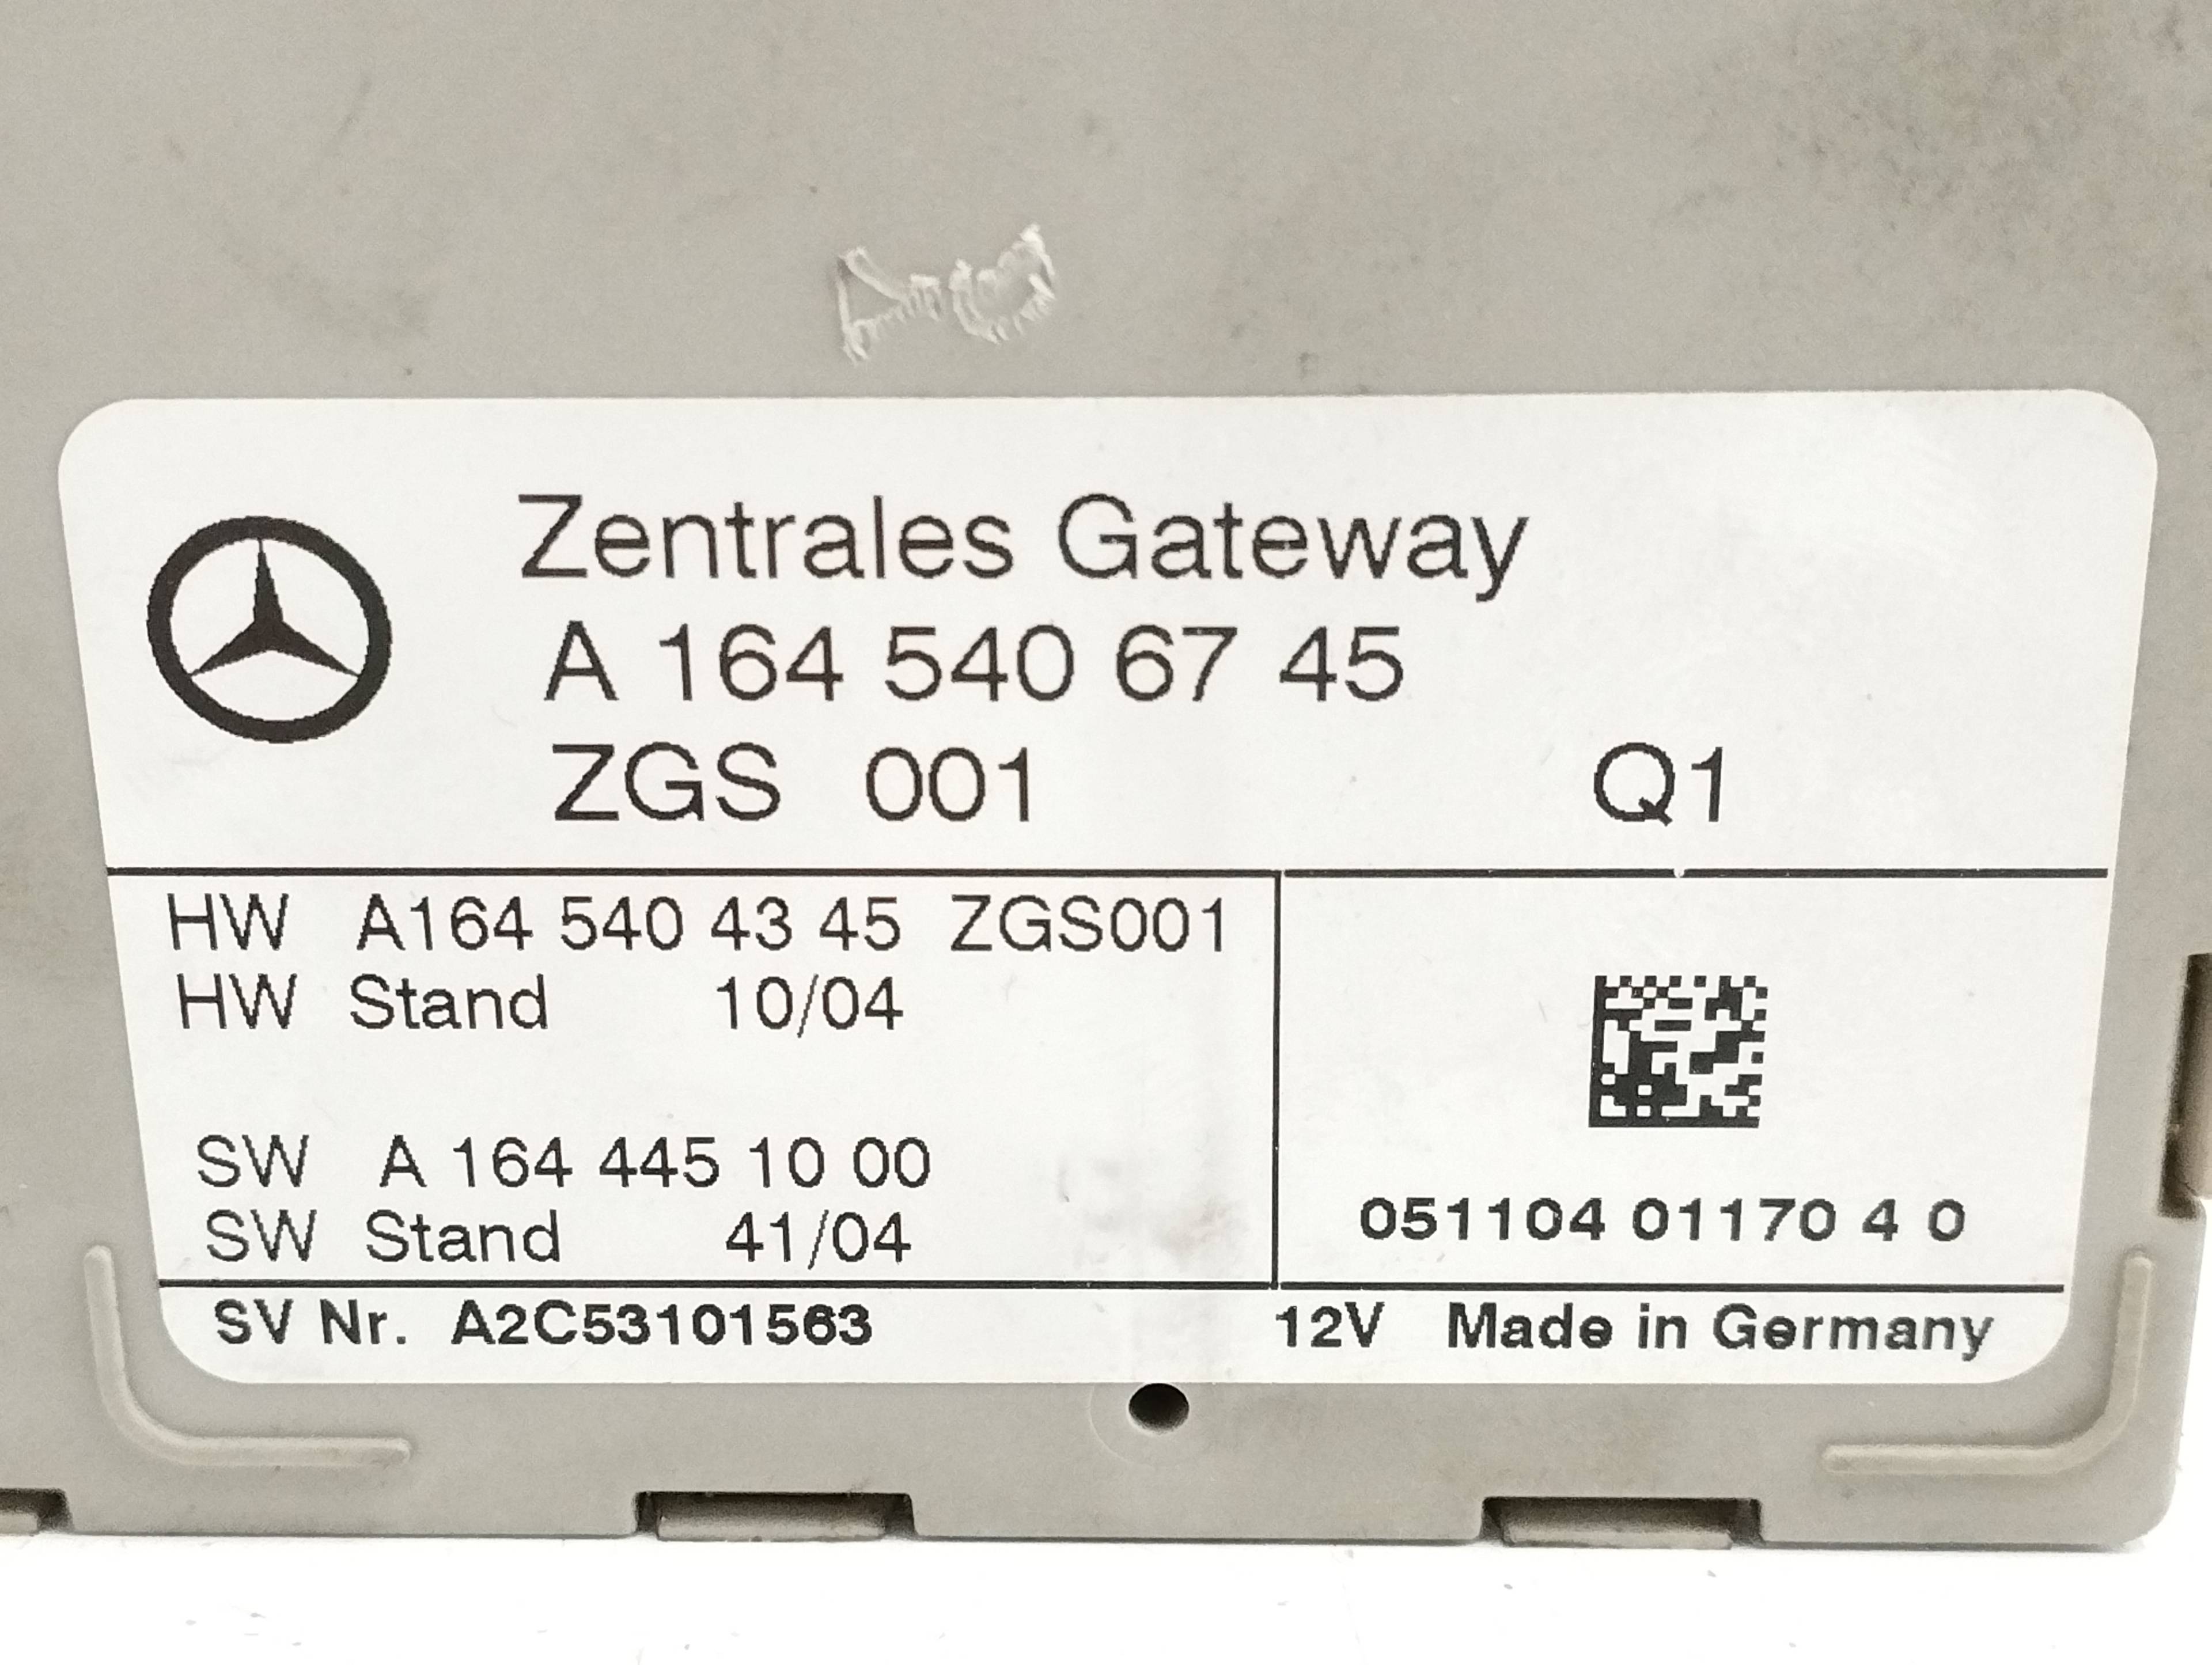 Zentrales Gateway
A 164 540 67 45
ZGS 001 Q1
HW A164 540 43 45 ZGS001
HW Stand 10/04
SW A 164 445 10 00
SW Stand 41/04
051104 01170 4 0
SV Nr. A2C53101563 12V Made in Germany